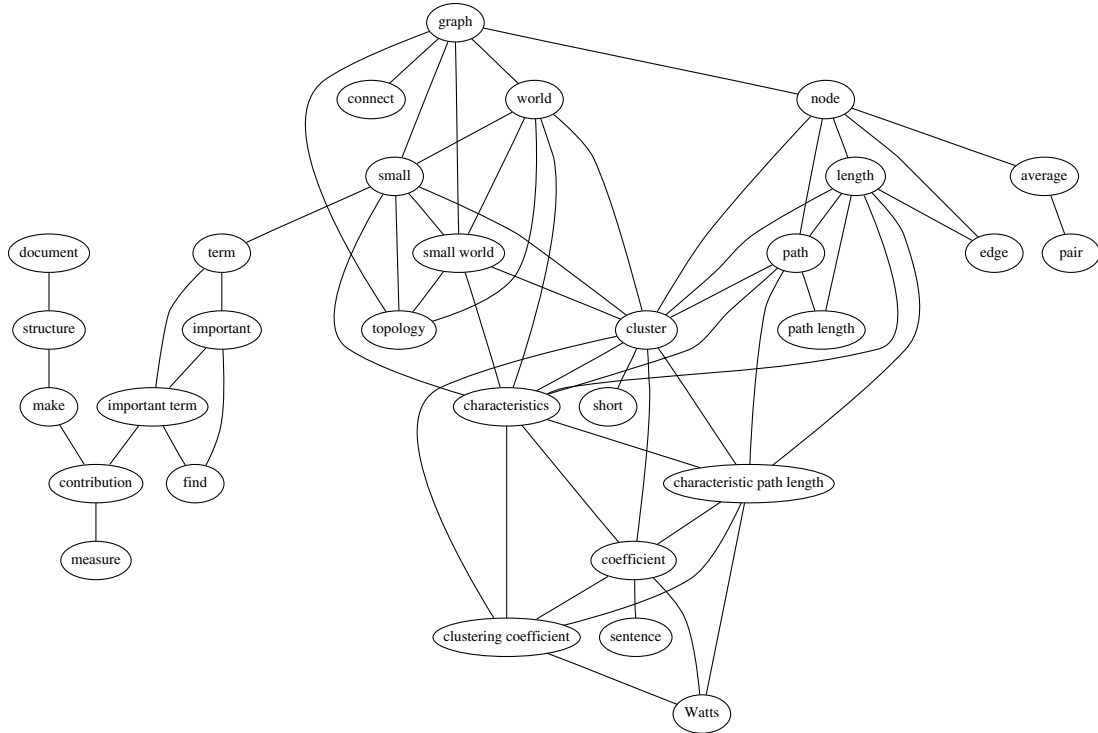 graph
connect
world
node
small
length
average
document
term
small world
path
edge
pair
structure
important
topology
cluster
path length
make
important term
characteristics
short
contribution
find
characteristic path length
measure
coefficient
clustering coefficient
sentence
Watts